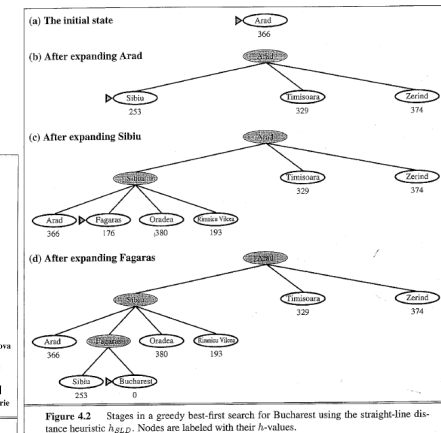 (a) The initial state
Arad
366
(b) After expanding Arad
Arad
Sibiu
253
Timisoara
329
Zerind
374
(c) After expanding Sibiu
Arad
Sibiu
Timisoara
329
Zerind
374
Arad
366
Fagaras
176
Oradea
380
Rimnicu Vilcea
193
(d) After expanding Fagaras
Arad
Sibiu
Timisoara
329
Zerind
374
Arad
366
Fagaras
Oradea
380
Rimnicu Vilcea
193
Sibiu
253
Bucharest
0
ova
rie
Figure 4.2 Stages in a greedy best-first search for Bucharest using the straight-line dis-
tance heuristic hSLD. Nodes are labeled with their h-values.